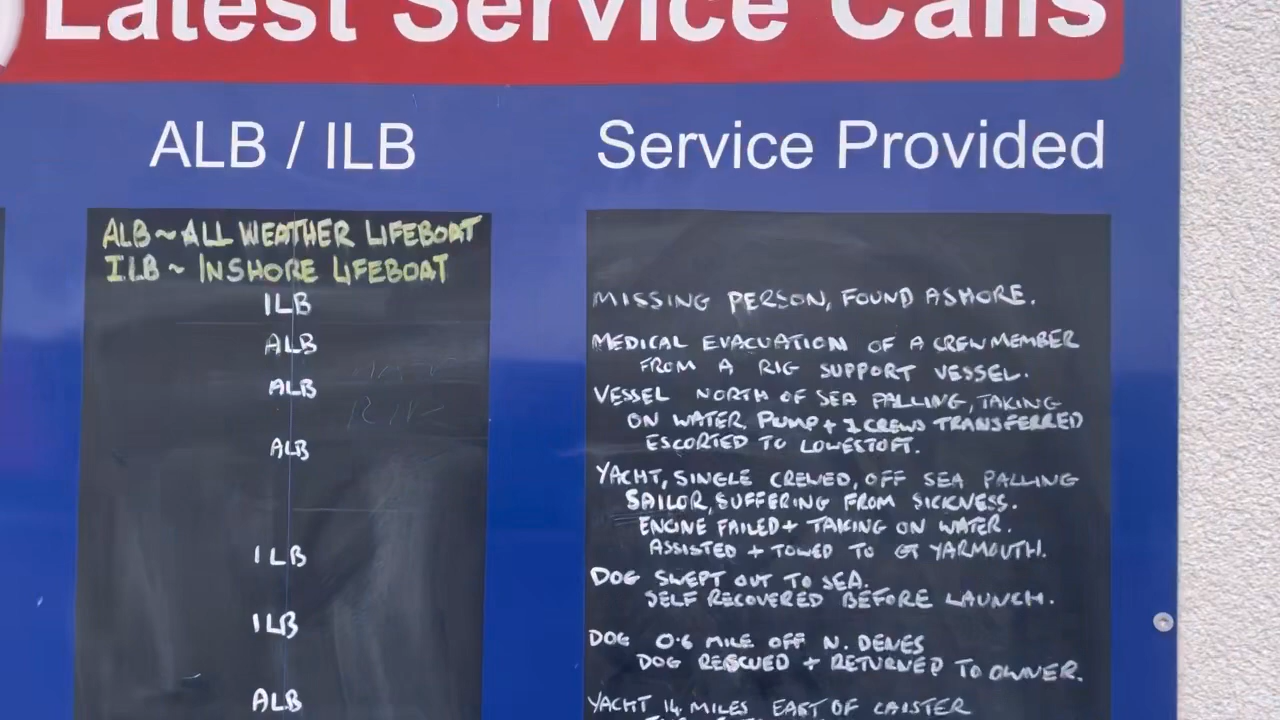 Latest Service Calls
ALB / ILB
Service Provided
ALB ~ ALL WEATHER LIFEBOAT
ILB ~ INSHORE LIFEBOAT
ILB
MISSING PERSON, FOUND ASHORE.
ALB
MEDICAL EVACUATION OF A CREWMEMBER
FROM A RIG SUPPORT VESSEL.
ALB
VESSEL NORTH OF SEA PALLING, TAKING
ON WATER. PUMP + 2 CREWS TRANSFERRED
ESCORTED TO LOWESTOFT.
ALB
YACHT, SINGLE CREWED, OFF SEA PALLING
SAILOR, SUFFERING FROM SICKNESS.
ENGINE FAILED + TAKING ON WATER.
ASSISTED + TOWED TO GT YARMOUTH.
ILB
DOG SWEPT OUT TO SEA.
SELF RECOVERED BEFORE LAUNCH.
ILB
DOG 0.6 MILE OFF N. DENES
DOG RESCUED + RETURNED TO OWNER.
ALB
YACHT 14 MILES EAST OF CAISTER